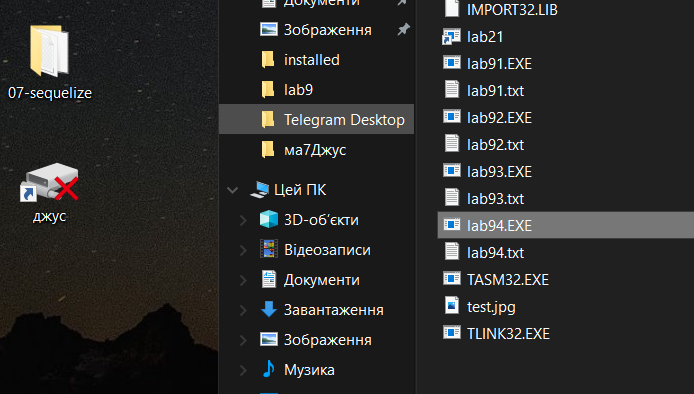 07-sequelize
джус
Документи
Зображення
installed
lab9
Telegram Desktop
ма7Джус
Цей ПК
3D-об'єкти
Відеозаписи
Документи
Завантаження
Зображення
Музика
IMPORT32.LIB
lab21
lab91.EXE
lab91.txt
lab92.EXE
lab92.txt
lab93.EXE
lab93.txt
lab94.EXE
lab94.txt
TASM32.EXE
test.jpg
TLINK32.EXE